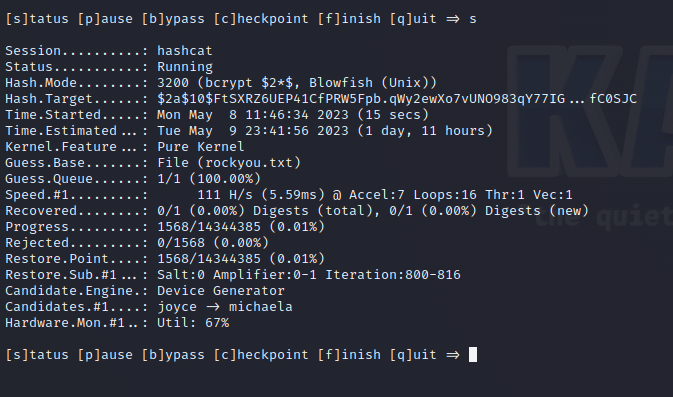 [s]tatus [p]ause [b]ypass [c]heckpoint [f]inish [q]uit => s
Session..........: hashcat
Status...........: Running
Hash.Mode........: 3200 (bcrypt $2*$, Blowfish (Unix))
Hash.Target......: $2a$10$FtSXRZ6UEP41CfPRW5Fpb.qWy2ewXo7vUNO983qY77IG...fC0SJC
Time.Started.....: Mon May  8 11:46:34 2023 (15 secs)
Time.Estimated...: Tue May  9 23:41:56 2023 (1 day, 11 hours)
Kernel.Feature...: Pure Kernel
Guess.Base.......: File (rockyou.txt)
Guess.Queue......: 1/1 (100.00%)
Speed.#1.........:      111 H/s (5.59ms) @ Accel:7 Loops:16 Thr:1 Vec:1
Recovered........: 0/1 (0.00%) Digests (total), 0/1 (0.00%) Digests (new)
Progress.........: 1568/14344385 (0.01%)
Rejected.........: 0/1568 (0.00%)
Restore.Point....: 1568/14344385 (0.01%)
Restore.Sub.#1...: Salt:0 Amplifier:0-1 Iteration:800-816
Candidate.Engine.: Device Generator
Candidates.#1....: joyce -> michaela
Hardware.Mon.#1..: Util: 67%
[s]tatus [p]ause [b]ypass [c]heckpoint [f]inish [q]uit =>
KA
the quiet